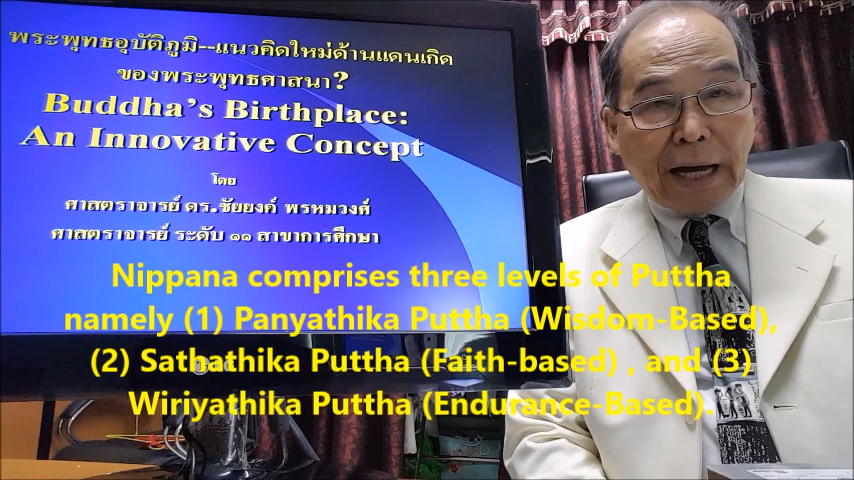 พระพุทธอุบัติภูมิ--แนวคิดใหม่ด้านแดนเกิด
ของพระพุทธศาสนา?
Buddha's Birthplace:
An Innovative Concept
โดย
ศาสตราจารย์ ดร.ชัยยงค์ พรหมวงศ์
ศาสตราจารย์ ระดับ ๑๑ สาขาการศึกษา
Nippana comprises three levels of Puttha
namely (1) Panyathika Puttha (Wisdom-Based),
(2) Sathathika Puttha (Faith-based) , and (3)
Wiriyathika Puttha (Endurance-Based).